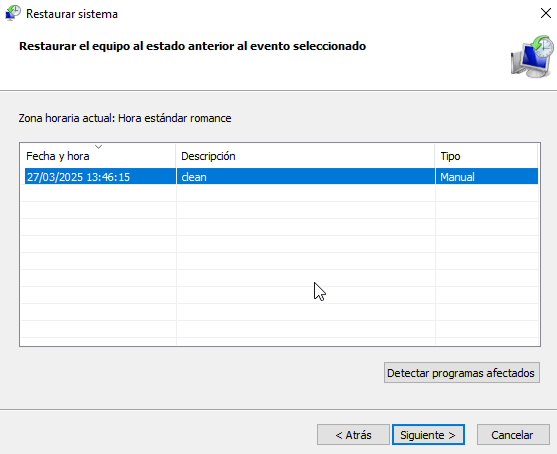 Restaurar sistema
Restaurar el equipo al estado anterior al evento seleccionado
Zona horaria actual: Hora estándar romance
Fecha y hora Descripción Tipo
27/03/2025 13:46:15 clean Manual
Detectar programas afectados
< Atrás Siguiente > Cancelar